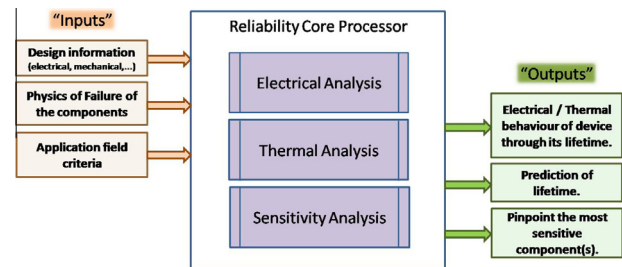 "Inputs"
Design information
(electrical, mechanical,...)
Physics of Failure of
the components
Application field
criteria
Reliability Core Processor
Electrical Analysis
Thermal Analysis
Sensitivity Analysis
"Outputs"
Electrical / Thermal
behaviour of device
through its lifetime.
Prediction of
lifetime.
Pinpoint the most
sensitive
component(s).